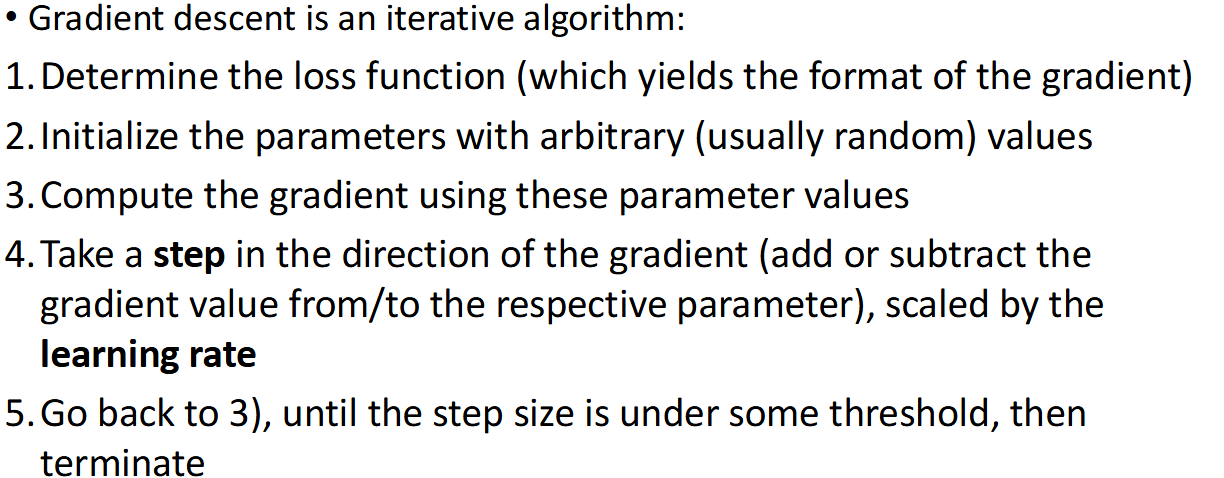 • Gradient descent is an iterative algorithm:
1. Determine the loss function (which yields the format of the gradient)
2. Initialize the parameters with arbitrary (usually random) values
3. Compute the gradient using these parameter values
4. Take a step in the direction of the gradient (add or subtract the
gradient value from/to the respective parameter), scaled by the
learning rate
5. Go back to 3), until the step size is under some threshold, then
terminate